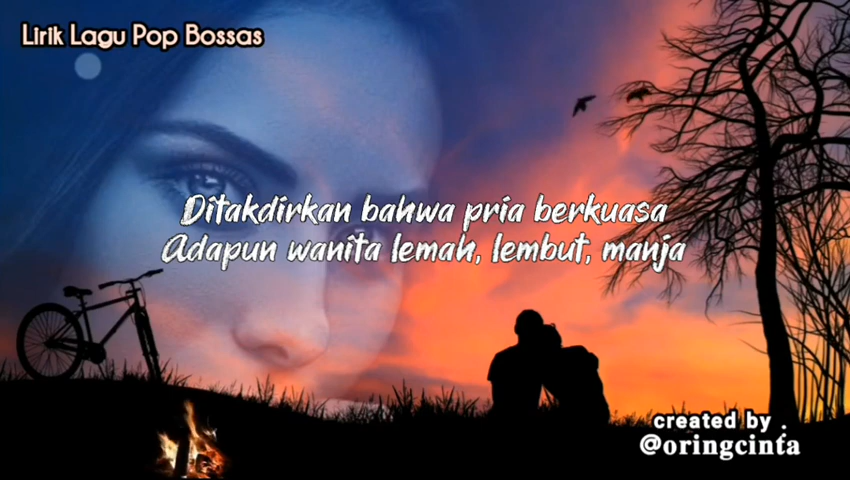 Lirik Lagu Pop Bossas
Ditakdirkan bahwa pria berkuasa
Adapun wanita lemah, lembut, manja
created by .
@oringcinta